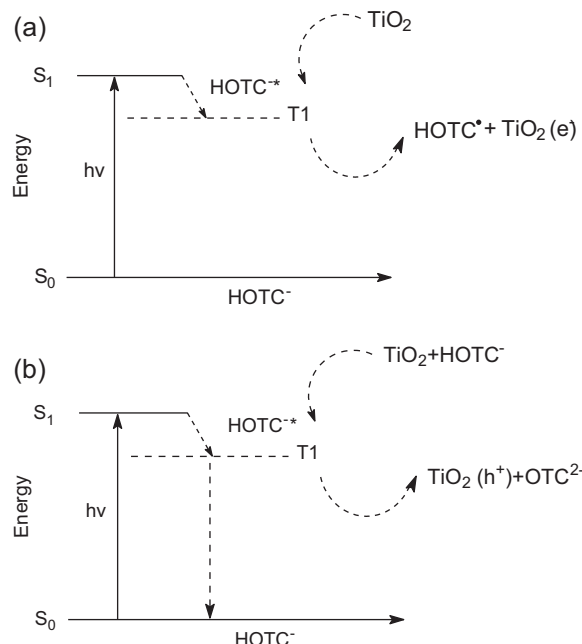 (a)
TiO₂
S₁
HOTC⁻*
T1
HOTC• + TiO₂ (e)
Energy
hv
S₀
HOTC⁻
(b)
TiO₂+HOTC⁻
S₁
HOTC⁻*
T1
TiO₂ (h⁺)+OTC²⁻
Energy
hv
S₀
HOTC⁻